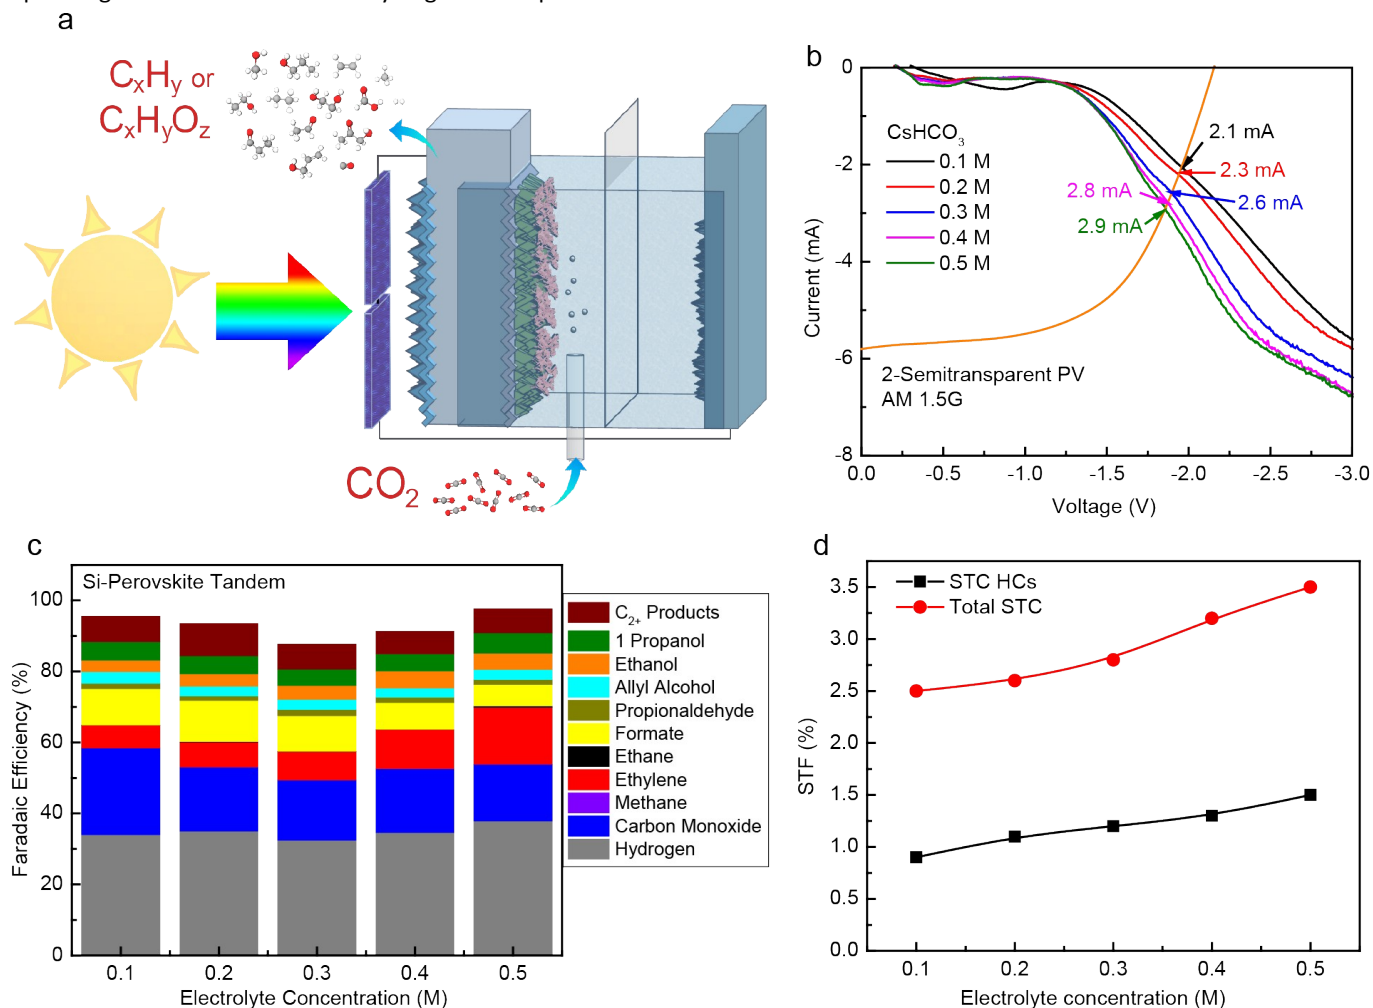 a
CₓHᵧ or
CₓHᵧO_z
CO₂
b
CsHCO₃
0.1 M
0.2 M
0.3 M
0.4 M
0.5 M
2.1 mA
2.3 mA
2.8 mA
2.6 mA
2.9 mA
2-Semitransparent PV
AM 1.5G
0
-2
-4
-6
-8
Current (mA)
0.0
-0.5
-1.0
-1.5
-2.0
-2.5
-3.0
Voltage (V)
c
Si-Perovskite Tandem
100
80
60
40
20
0
Faradaic Efficiency (%)
0.1
0.2
0.3
0.4
0.5
Electrolyte Concentration (M)
C₂₊ Products
1 Propanol
Ethanol
Allyl Alcohol
Propionaldehyde
Formate
Ethane
Ethylene
Methane
Carbon Monoxide
Hydrogen
d
STC HCs
Total STC
3.5
3.0
2.5
2.0
1.5
1.0
0.5
0.0
STF (%)
0.1
0.2
0.3
0.4
0.5
Electrolyte concentration (M)